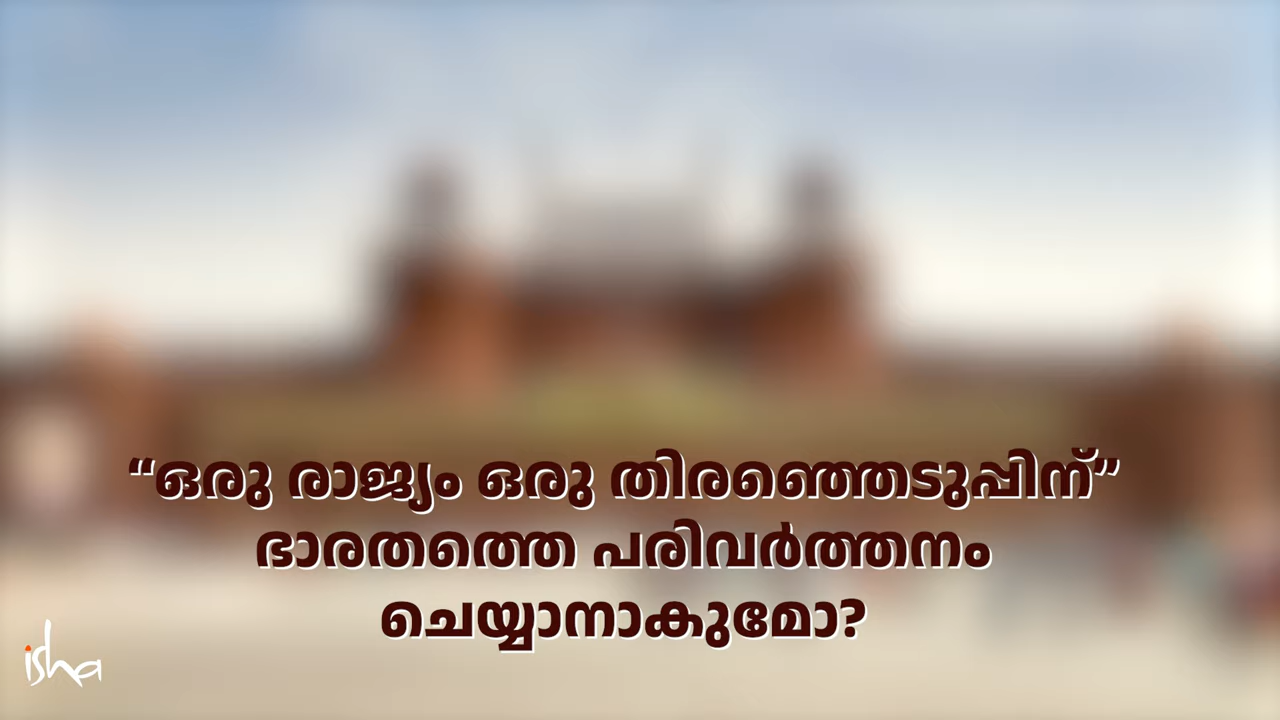 “ഒരു രാജ്യം ഒരു തിരഞ്ഞെടുപ്പിന്”
ഭാരതത്തെ പരിവർത്തനം
ചെയ്യാനാകുമോ?
isha